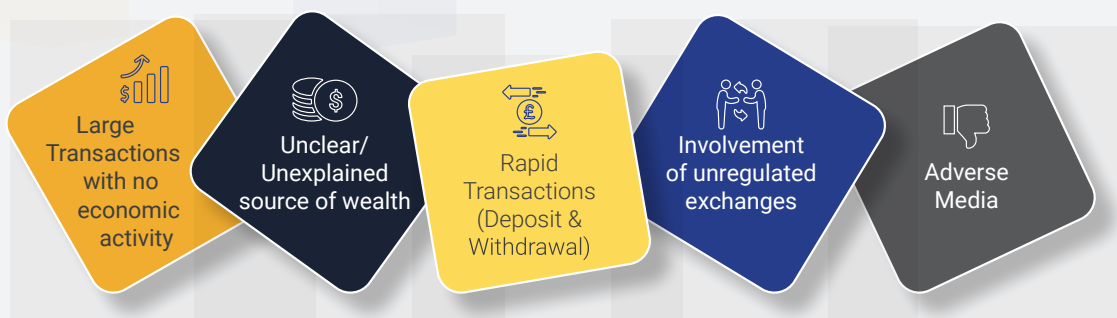 Large
Transactions
with no
economic
activity
Unclear/
Unexplained
source of wealth
Rapid
Transactions
(Deposit &
Withdrawal)
Involvement
of unregulated
exchanges
Adverse
Media